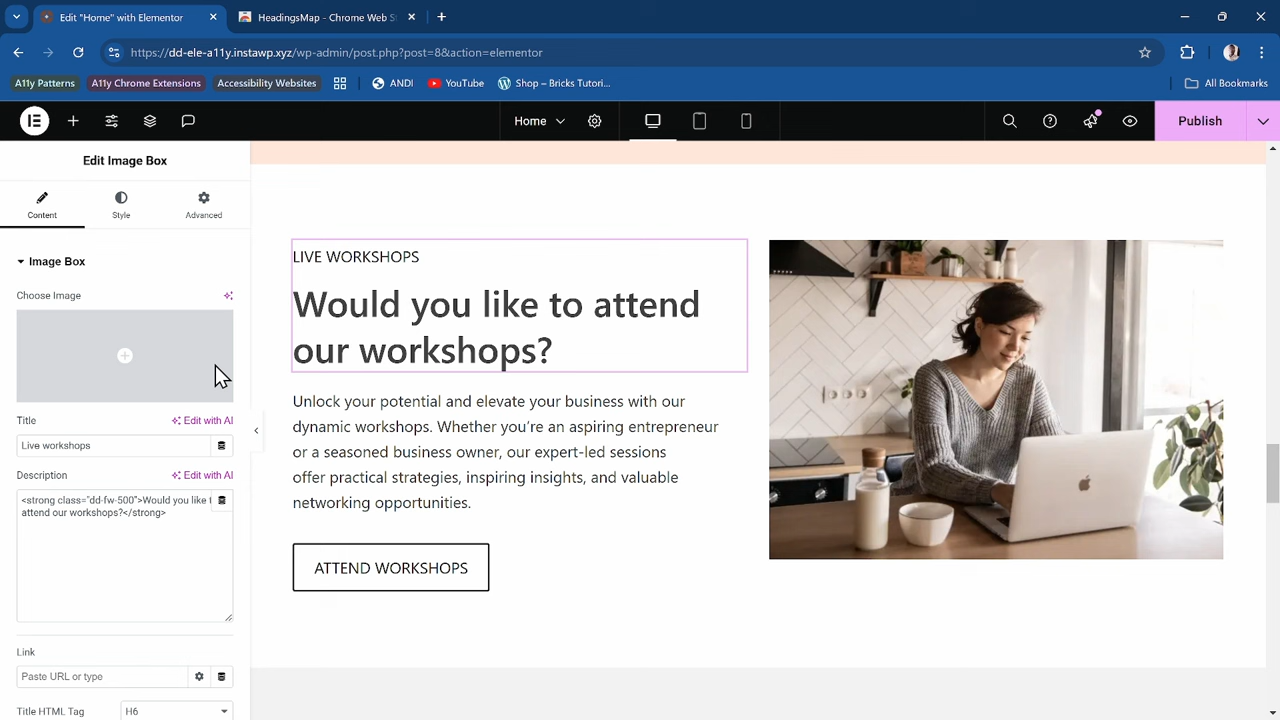 Edit "Home" with Elementor
HeadingsMap - Chrome Web S
https://dd-ele-a11y.instawp.xyz/wp-admin/post.php?post=8&action=elementor
A11y Patterns
A11y Chrome Extensions
Accessibility Websites
ANDI
YouTube
Shop – Bricks Tutori...
All Bookmarks
Home
Publish
Edit Image Box
Content
Style
Advanced
Image Box
Choose Image
Title
Edit with AI
Live workshops
Description
Edit with AI
<strong class="dd-fw-500">Would you like t
attend our workshops?</strong>
Link
Paste URL or type
Title HTML Tag
H6
LIVE WORKSHOPS
Would you like to attend
our workshops?
Unlock your potential and elevate your business with our
dynamic workshops. Whether you're an aspiring entrepreneur
or a seasoned business owner, our expert-led sessions
offer practical strategies, inspiring insights, and valuable
networking opportunities.
ATTEND WORKSHOPS